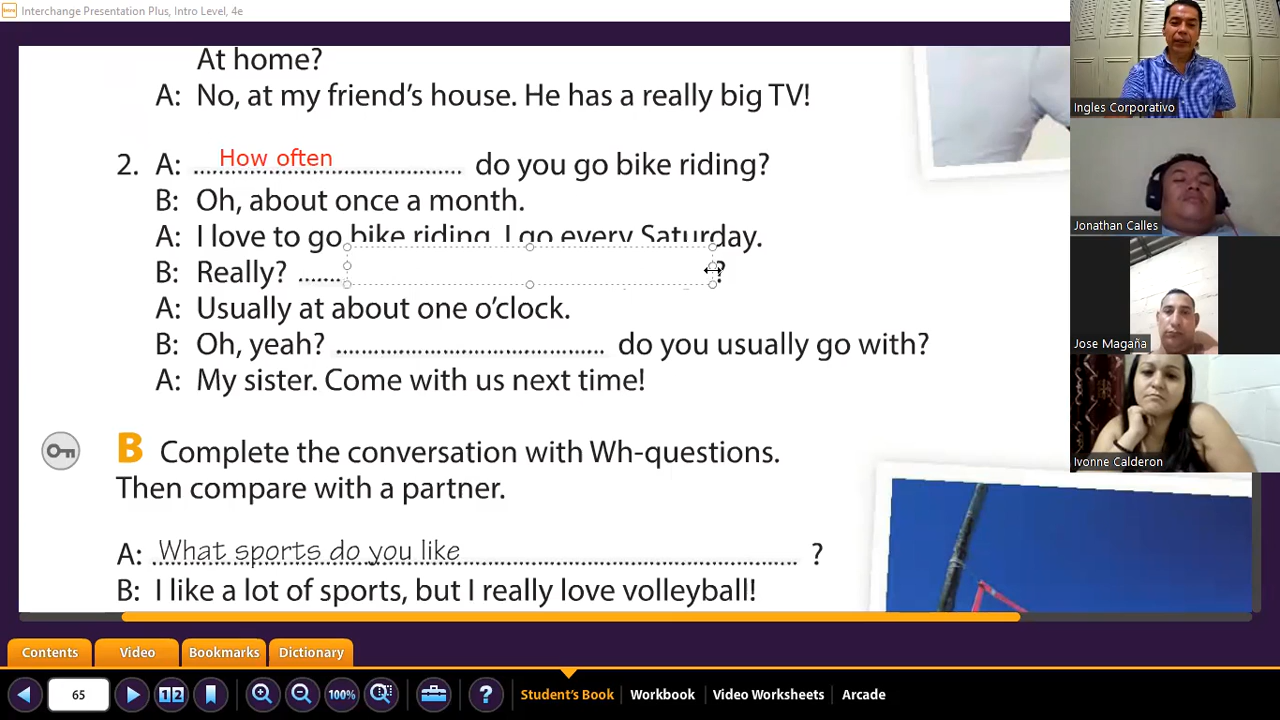 Interchange Presentation Plus, Intro Level, 4e
At home?
A: No, at my friend's house. He has a really big TV!
2. A: How often do you go bike riding?
B: Oh, about once a month.
A: I love to go bike riding. I go every Saturday.
B: Really? ....... ?
A: Usually at about one o'clock.
B: Oh, yeah? .......................................... do you usually go with?
A: My sister. Come with us next time!
B Complete the conversation with Wh-questions.
Then compare with a partner.
A: What sports do you like ?
B: I like a lot of sports, but I really love volleyball!
Ingles Corporativo
Jonathan Calles
Jose Magaña
Ivonne Calderon
Contents Video Bookmarks Dictionary
65 1 2 100% ? Student's Book Workbook Video Worksheets Arcade